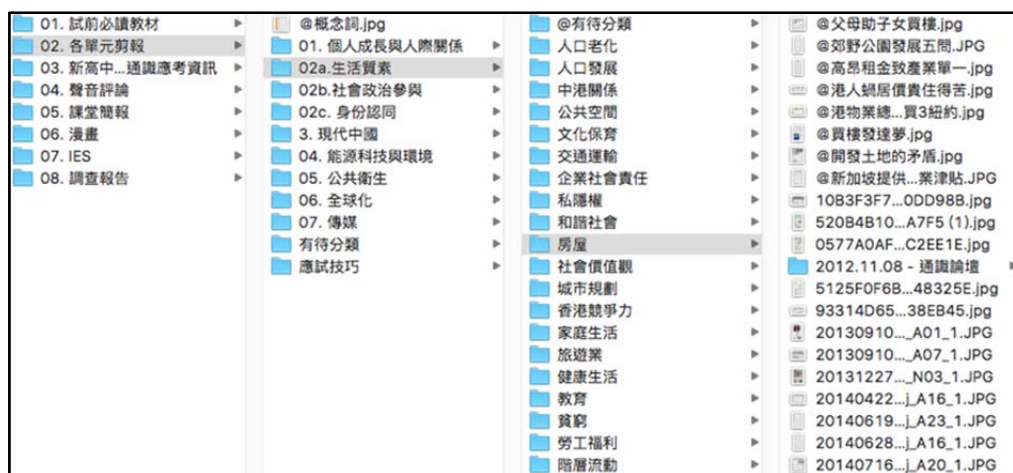 01. 試前必讀教材
02. 各單元剪報
03. 新高中...通識應考資訊
04. 聲音評論
05. 課堂簡報
06. 漫畫
07. IES
08. 調查報告
@概念詞.jpg
01. 個人成長與人際關係
02a.生活質素
02b.社會政治參與
02c. 身份認同
3. 現代中國
04. 能源科技與環境
05. 公共衛生
06. 全球化
07. 傳媒
有待分類
應試技巧
@有待分類
人口老化
人口發展
中港關係
公共空間
文化保育
交通運輸
企業社會責任
私隱權
和諧社會
房屋
社會價值觀
城市規劃
香港競爭力
家庭生活
旅遊業
健康生活
教育
貧窮
勞工福利
階層流動
@父母助子女買樓.jpg
@郊野公園發展五問.JPG
@高昂租金致產業單一.jpg
@港人蝸居價貴住得苦.jpg
@港物業總...買3紐約.jpg
@買樓發達夢.jpg
@開發土地的矛盾.jpg
@新加坡提供...業津貼.JPG
10B3F3F7...0DD98B.jpg
520B4B10...A7F5 (1).jpg
0577A0AF...C2EE1E.jpg
2012.11.08 - 通識論壇
5125F0F6B...48325E.jpg
93314D65...38EB45.jpg
20130910..._A01_1.JPG
20130910..._A07_1.JPG
20131227..._N03_1.JPG
20140422...j_A16_1.JPG
20140619...j_A23_1.JPG
20140628...j_A16_1.JPG
20140716...j_A20_1.JPG